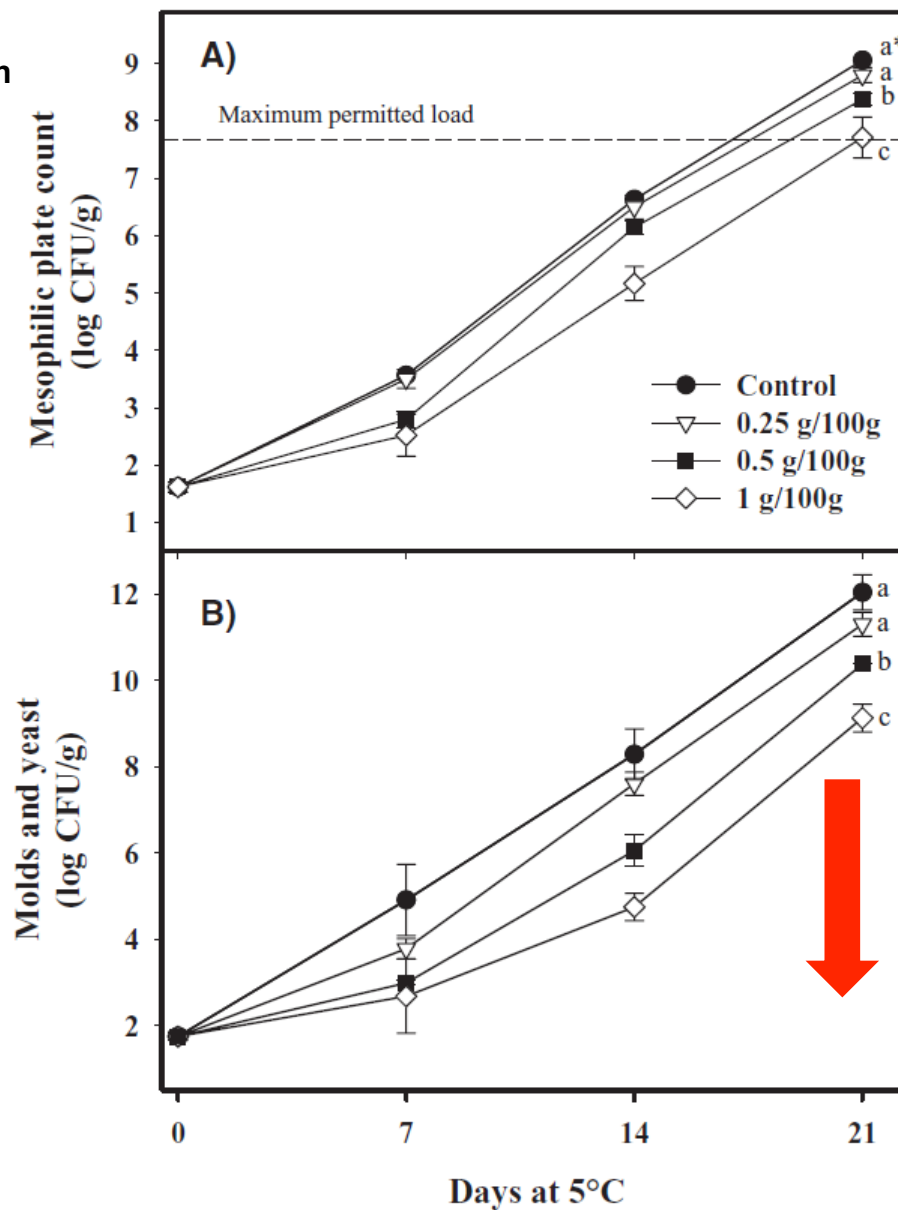 n
A)
a*
a
b
c
Maximum permitted load
9
8
7
6
5
4
3
2
1
Mesophilic plate count
(log CFU/g)
Control
0.25 g/100g
0.5 g/100g
1 g/100g
B)
a
a
b
c
12
10
8
6
4
2
Molds and yeast
(log CFU/g)
0 7 14 21
Days at 5°C